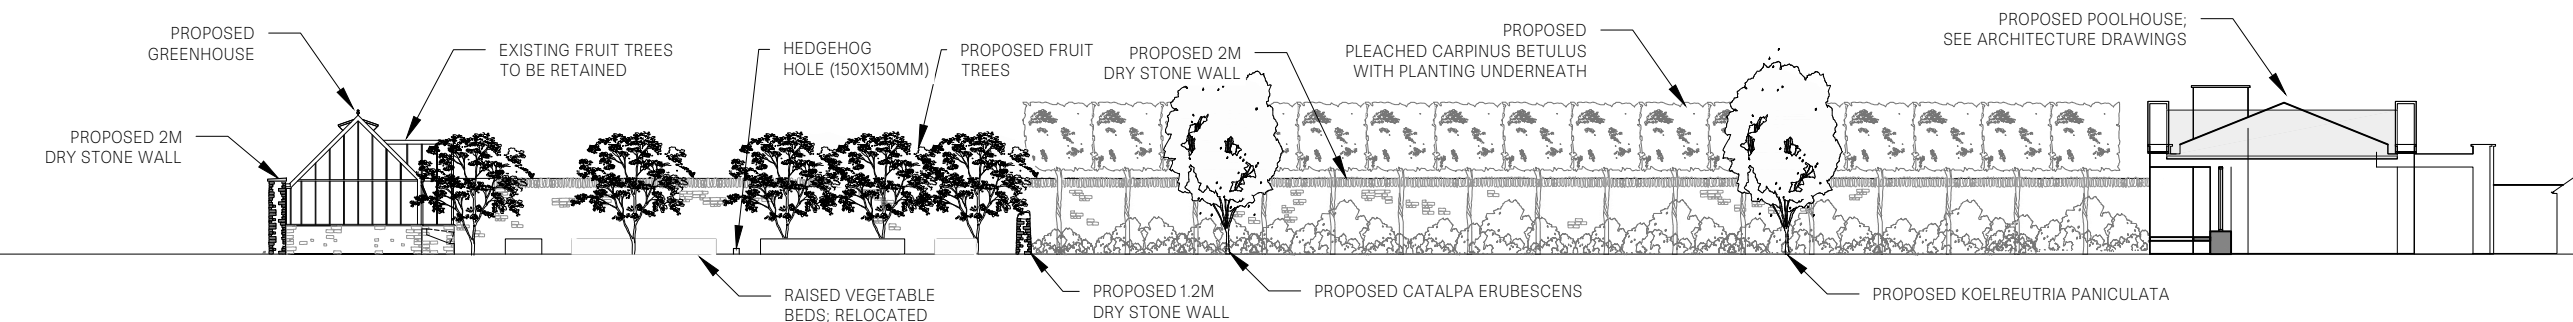 PROPOSED
GREENHOUSE
EXISTING FRUIT TREES
TO BE RETAINED
PROPOSED 2M
DRY STONE WALL
HEDGEHOG
HOLE (150X150MM)
PROPOSED FRUIT
TREES
PROPOSED 2M
DRY STONE WALL
PROPOSED
PLEACHED CARPINUS BETULUS
WITH PLANTING UNDERNEATH
PROPOSED POOLHOUSE;
SEE ARCHITECTURE DRAWINGS
RAISED VEGETABLE
BEDS; RELOCATED
PROPOSED 1.2M
DRY STONE WALL
PROPOSED CATALPA ERUBESCENS
PROPOSED KOELREUTRIA PANICULATA